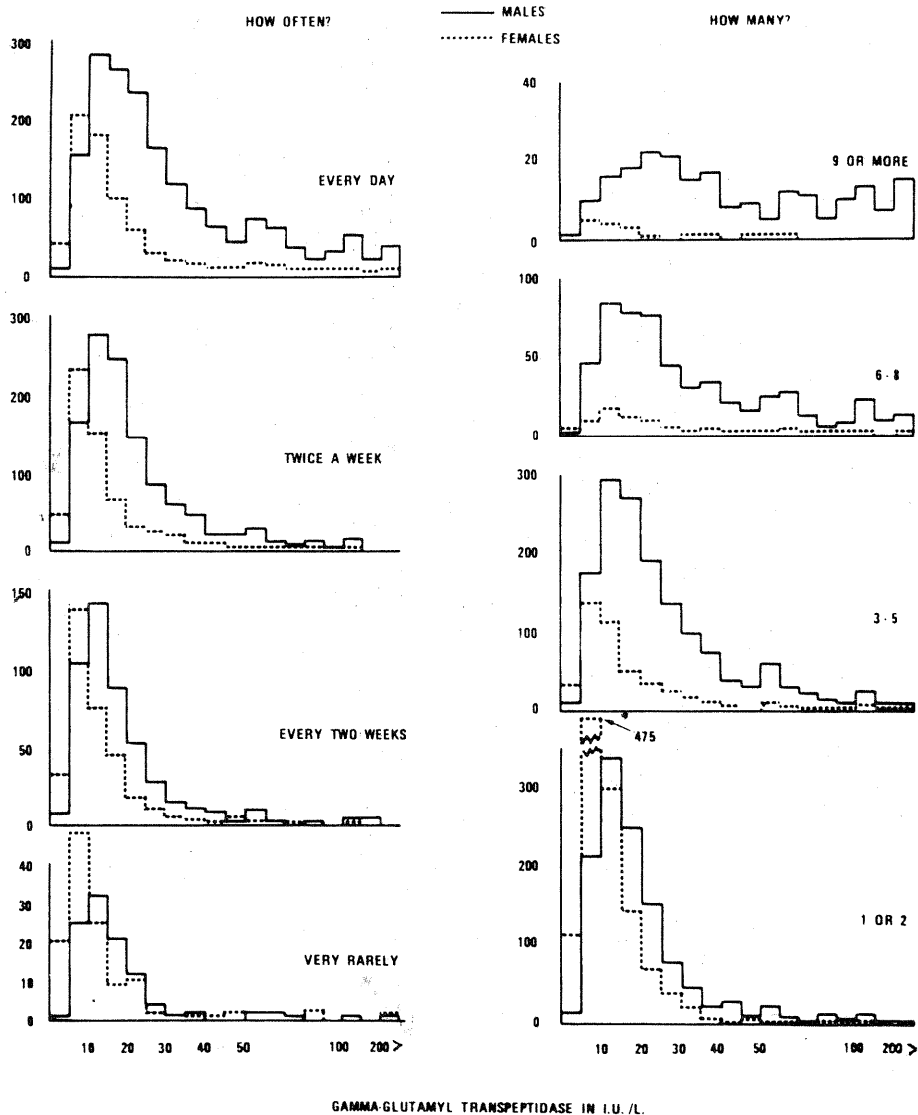 HOW OFTEN?
MALES
FEMALES
HOW MANY?
300
200
100
0
EVERY DAY
40
20
0
9 OR MORE
300
200
100
0
TWICE A WEEK
100
50
0
6-8
150
100
50
0
EVERY TWO WEEKS
300
200
100
0
3-5
475
40
30
20
10
0
VERY RARELY
300
200
100
0
1 OR 2
10 20 30 40 50 100 200 >
10 20 30 40 50 100 200 >
GAMMA-GLUTAMYL TRANSPEPTIDASE IN I.U./L.